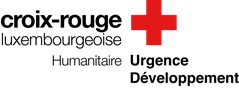 croix-rouge
luxembourgeoise
Humanitaire Urgence
Développement